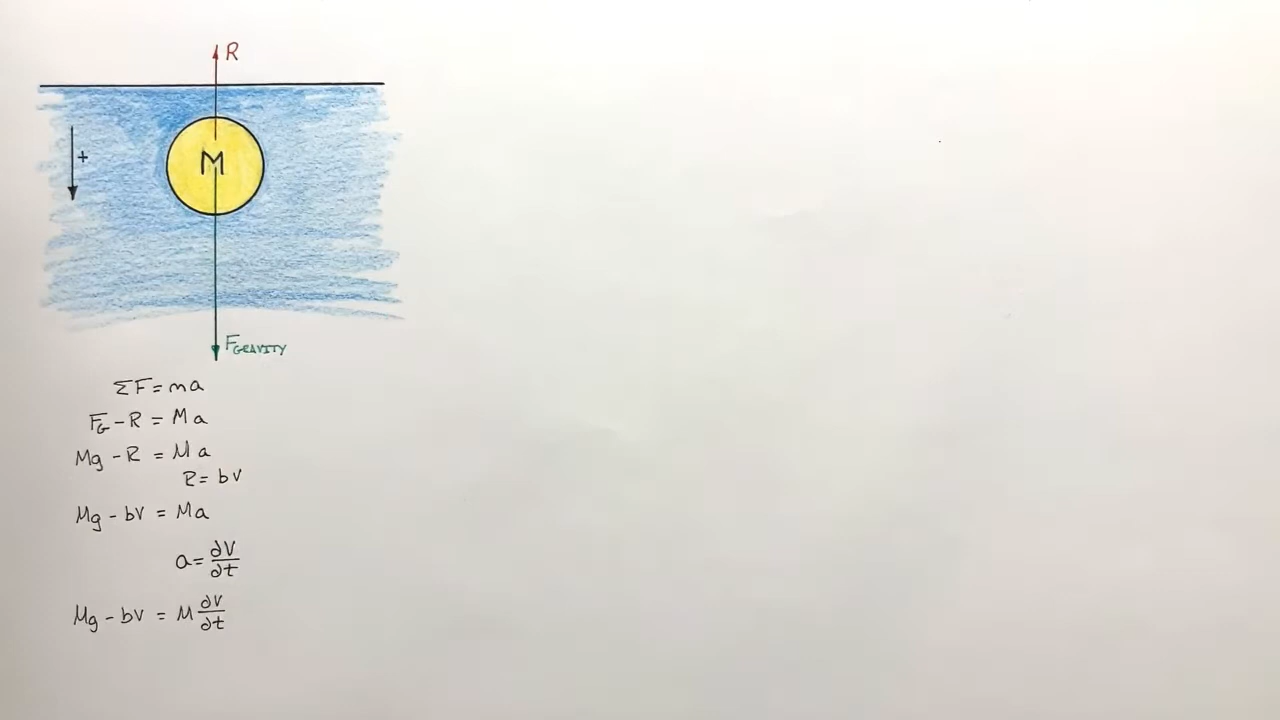 R
+
M
F_GRAVITY
ΣF = ma
F_G - R = Ma
Mg - R = Ma
R = bv
Mg - bv = Ma
a = ∂v/∂t
Mg - bv = M ∂v/∂t